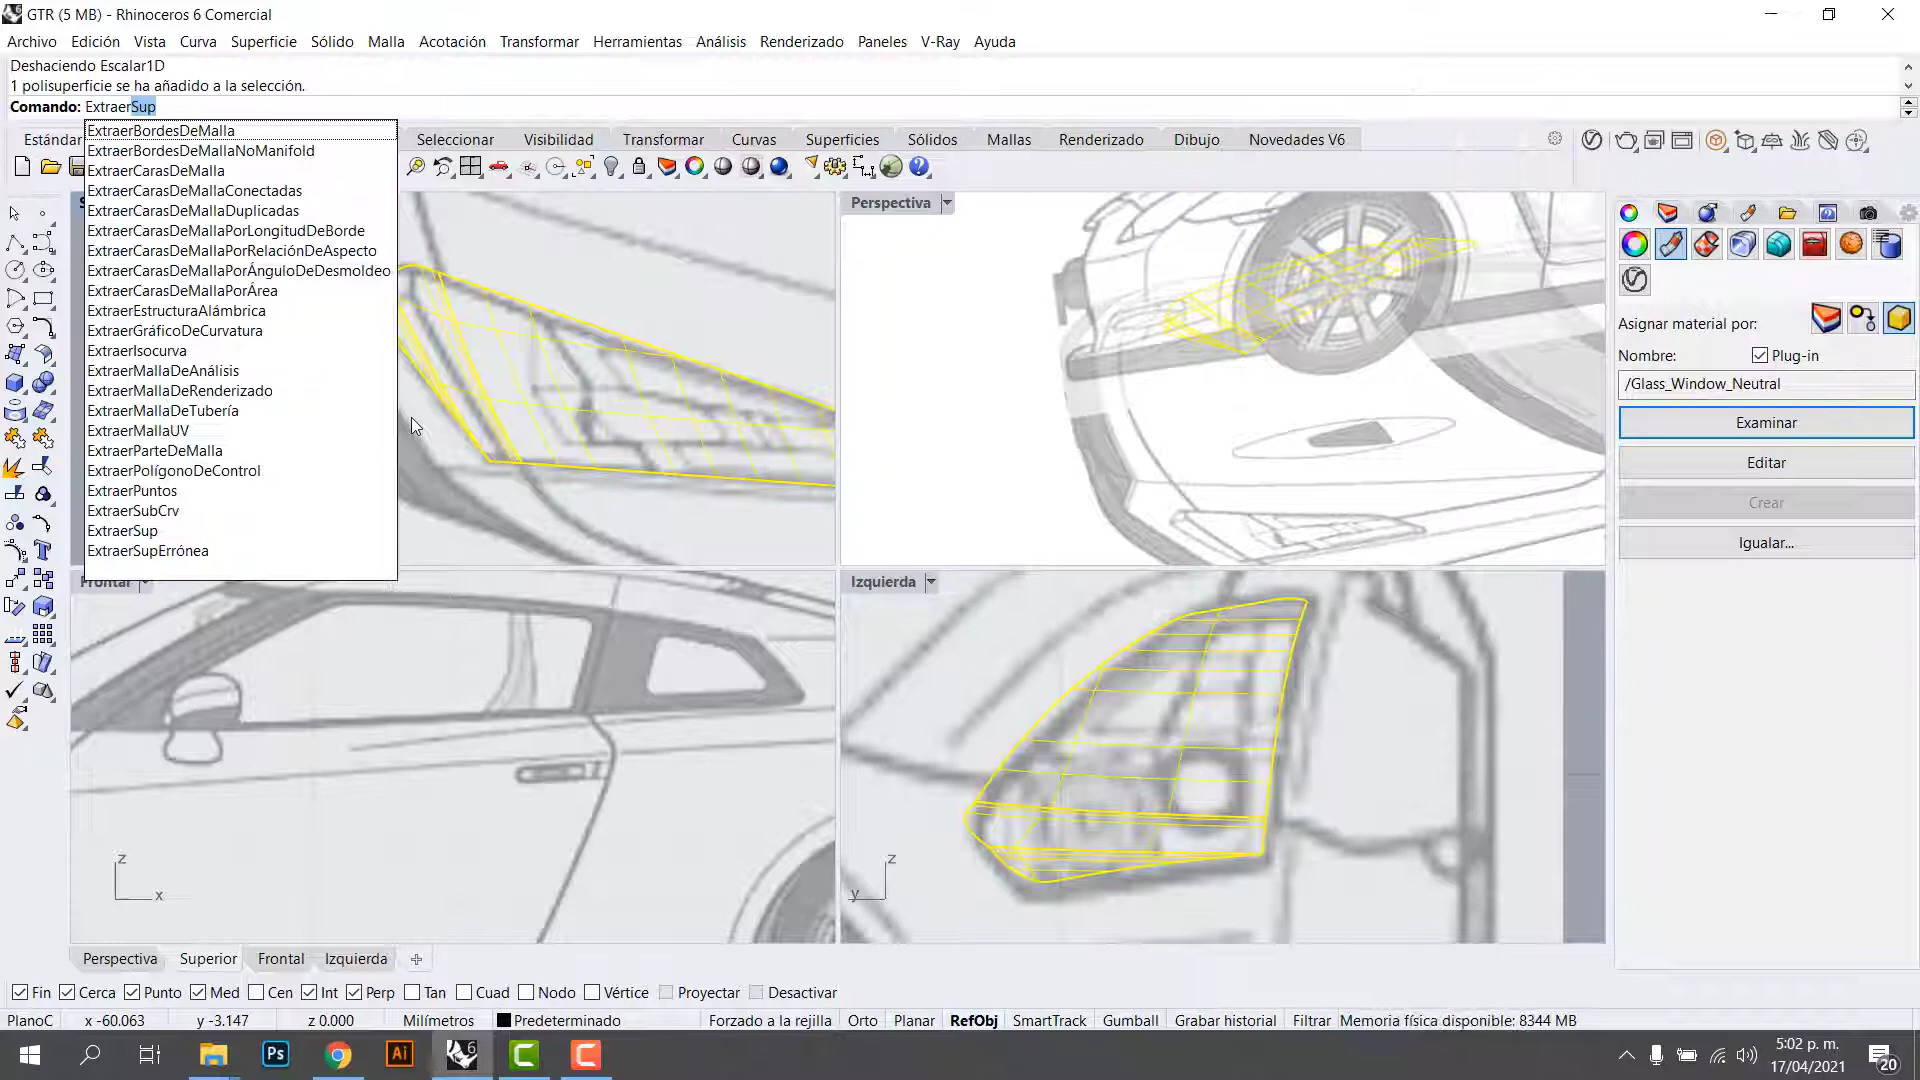 GTR (5 MB) - Rhinoceros 6 Comercial
Archivo Edición Vista Curva Superficie Sólido Malla Acotación Transformar Herramientas Análisis Renderizado Paneles V-Ray Ayuda
Deshaciendo Escalar1D
1 polisuperficie se ha añadido a la selección.
Comando: ExtraerSup
Estándar Seleccionar Visibilidad Transformar Curvas Superficies Sólidos Mallas Renderizado Dibujo Novedades V6
ExtraerBordesDeMalla
ExtraerBordesDeMallaNoManifold
ExtraerCarasDeMalla
ExtraerCarasDeMallaConectadas
ExtraerCarasDeMallaDuplicadas
ExtraerCarasDeMallaPorLongitudDeBorde
ExtraerCarasDeMallaPorRelaciónDeAspecto
ExtraerCarasDeMallaPorÁnguloDeDesmoldeo
ExtraerCarasDeMallaPorÁrea
ExtraerEstructuraAlámbrica
ExtraerGráficoDeCurvatura
ExtraerIsocurva
ExtraerMallaDeAnálisis
ExtraerMallaDeRenderizado
ExtraerMallaDeTubería
ExtraerMallaUV
ExtraerParteDeMalla
ExtraerPolígonoDeControl
ExtraerPuntos
ExtraerSubCrv
ExtraerSup
ExtraerSupErrónea
Perspectiva
Asignar material por:
Nombre: Plug-in
/Glass_Window_Neutral
Examinar
Editar
Crear
Igualar...
Frontal
Izquierda
z
x
z
y
Perspectiva Superior Frontal Izquierda
Fin Cerca Punto Med Cen Int Perp Tan Cuad Nodo Vértice Proyectar Desactivar
PlanoC x -60.063 y -3.147 z 0.000 Milímetros Predeterminado Forzado a la rejilla Orto Planar RefObj SmartTrack Gumball Grabar historial Filtrar Memoria física disponible: 8344 MB
Ps Ai 6 C C
5:02 p. m.
17/04/2021
20